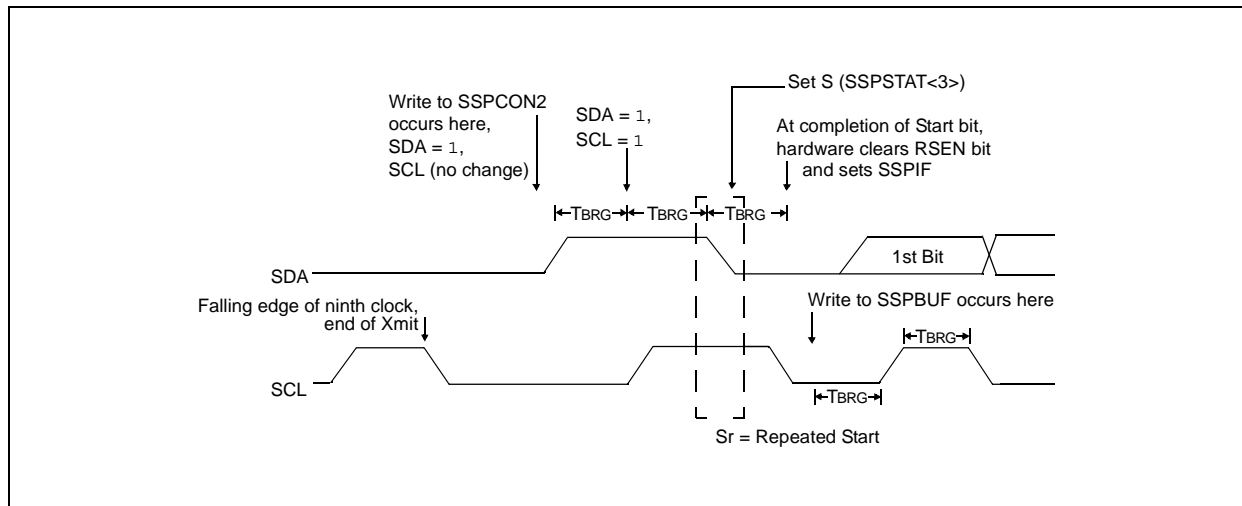 Set S (SSPSTAT<3>)
Write to SSPCON2
occurs here,
SDA = 1,
SCL (no change)
SDA = 1,
SCL = 1
At completion of Start bit,
hardware clears RSEN bit
and sets SSPIF
TBRG
TBRG
TBRG
SDA
1st Bit
Falling edge of ninth clock,
end of Xmit
Write to SSPBUF occurs here
TBRG
SCL
TBRG
Sr = Repeated Start